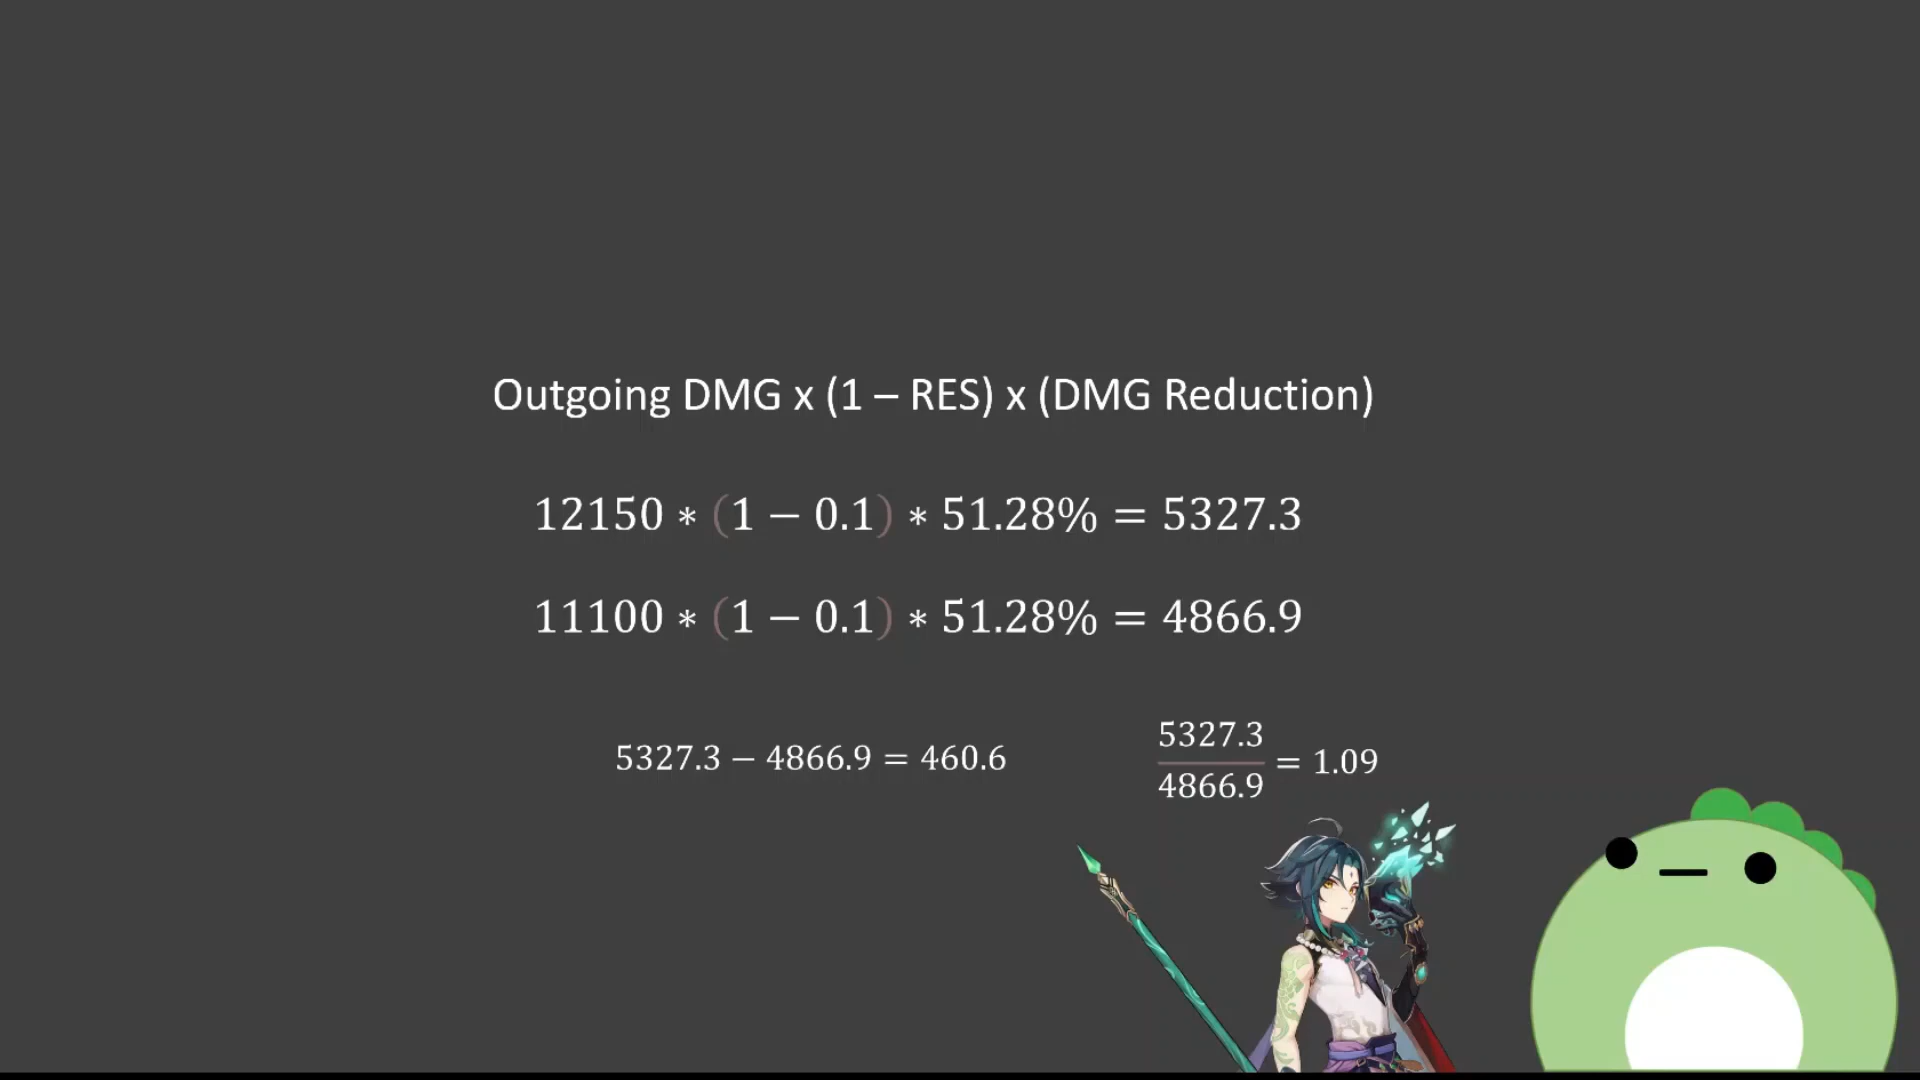 Outgoing DMG x (1 – RES) x (DMG Reduction)
12150 ∗ (1 − 0.1) ∗ 51.28% = 5327.3
11100 ∗ (1 − 0.1) ∗ 51.28% = 4866.9
5327.3 − 4866.9 = 460.6
5327.3
4866.9
= 1.09